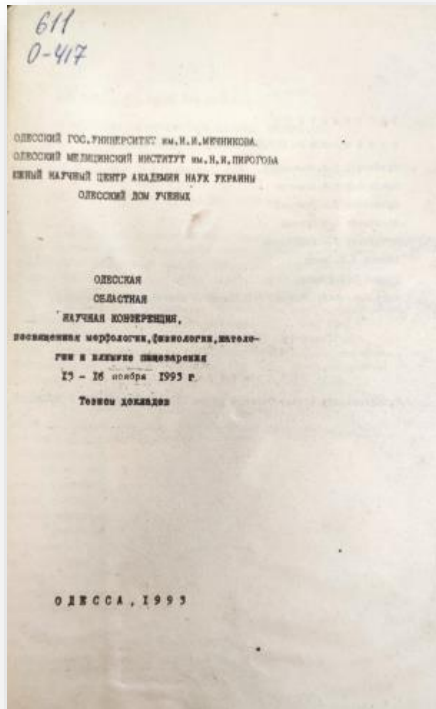 611
О-417
ОДЕССКИЙ ГОС.УНИВЕРСИТЕТ им.И.И.МЕЧНИКОВА.
ОДЕССКИЙ МЕДИЦИНСКИЙ ИНСТИТУТ им.Н.И.ПИРОГОВА
ЮЖНЫЙ НАУЧНЫЙ ЦЕНТР АКАДЕМИИ НАУК УКРАИНЫ
ОДЕССКИЙ ДОМ УЧЕНЫХ
ОДЕССКАЯ
ОБЛАСТНАЯ
НАУЧНАЯ КОНФЕРЕНЦИЯ,
посвященная морфологии,физиологии,патоло-
гии и клинике пищеварения
15 - 16 ноября 1993 г.
Тезисы докладов
ОДЕССА,1993